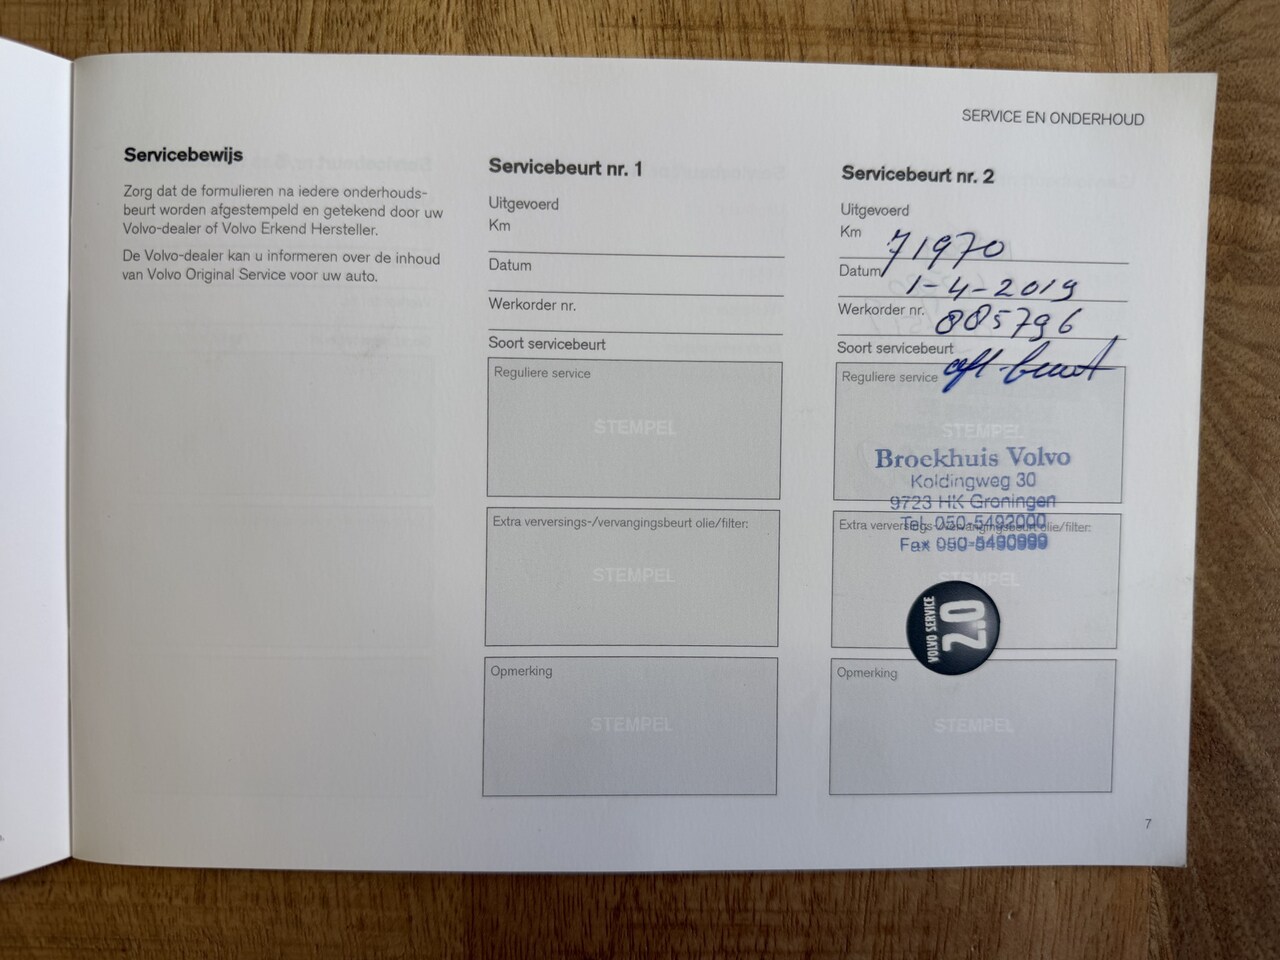 SERVICE EN ONDERHOUD
Servicebewijs
Zorg dat de formulieren na iedere onderhouds-
beurt worden afgestempeld en getekend door uw
Volvo-dealer of Volvo Erkend Hersteller.
De Volvo-dealer kan u informeren over de inhoud
van Volvo Original Service voor uw auto.
Servicebeurt nr. 1
Uitgevoerd
Km
Datum
Werkorder nr.
Soort servicebeurt
Reguliere service
STEMPEL
Extra verversings-/vervangingsbeurt olie/filter:
STEMPEL
Opmerking
STEMPEL
Servicebeurt nr. 2
Uitgevoerd
Km 71970
Datum 1-4-2019
Werkorder nr. 885796
Soort servicebeurt
Reguliere service afl-beurt
STEMPEL
Broekhuis Volvo
Koldingweg 30
9723 HK Groningen
Tel. 050-5492000
Extra verversings-/vervangingsbeurt olie/filter:
Fax 050-5490999
STEMPEL
VOLVO SERVICE
2.0
Opmerking
STEMPEL
7